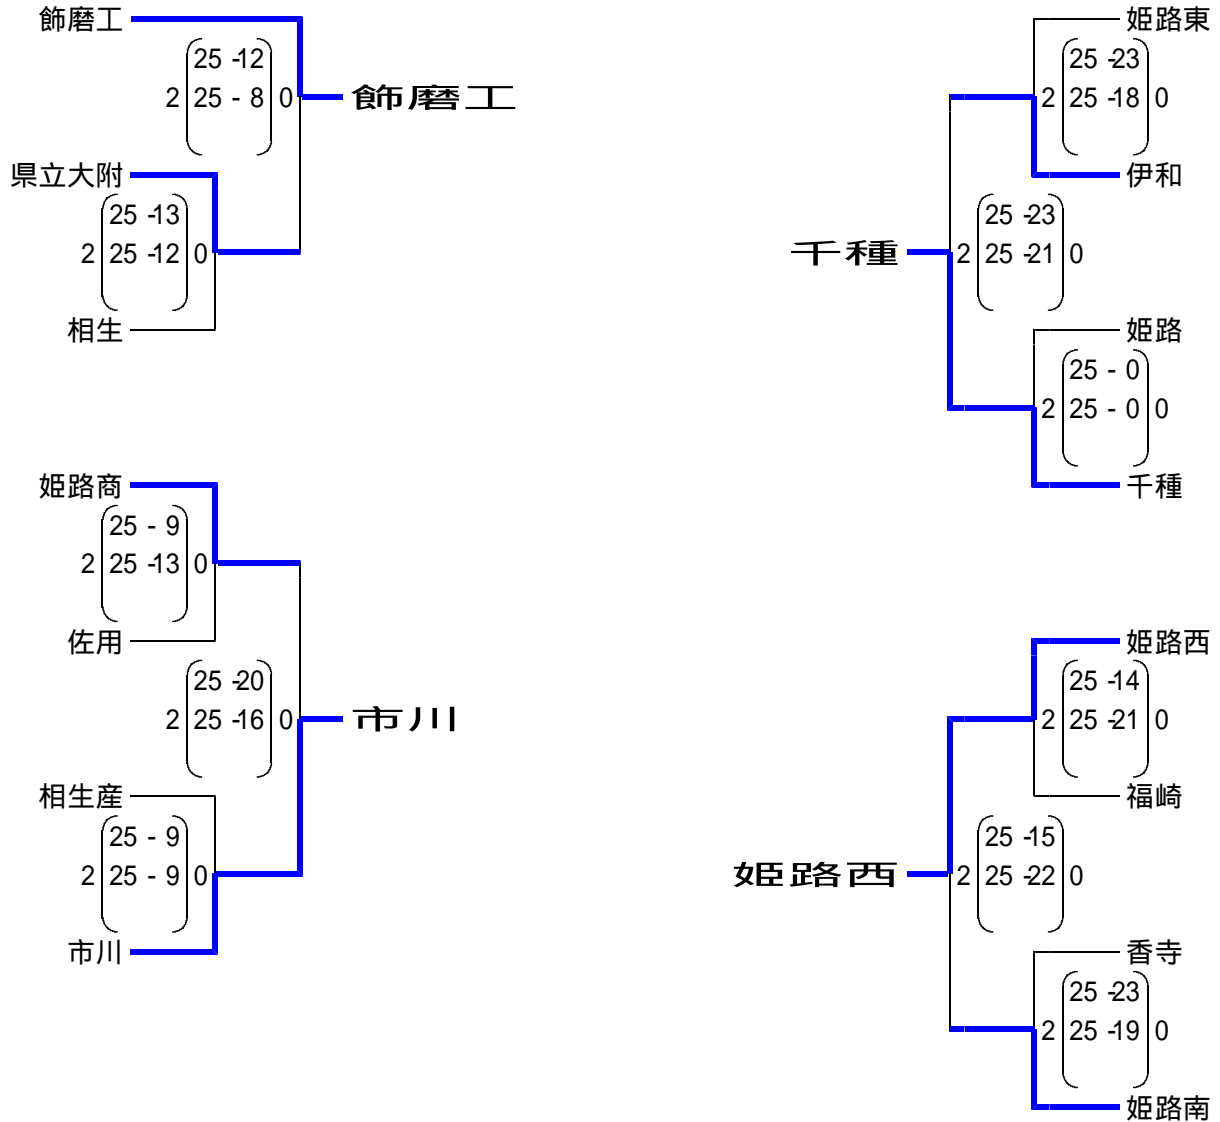 飾磨工
25 -12
2 25 - 8 0
飾磨工
県立大附
25 -13
2 25 -12 0
相生
姫路商
25 - 9
2 25 -13 0
佐用
25 -20
2 25 -16 0
市川
相生産
25 - 9
2 25 - 9 0
市川
姫路東
25 -23
2 25 -18 0
伊和
25 -23
千種 2 25 -21 0
姫路
25 - 0
2 25 - 0 0
千種
姫路西
25 -14
2 25 -21 0
福崎
25 -15
姫路西 2 25 -22 0
香寺
25 -23
2 25 -19 0
姫路南